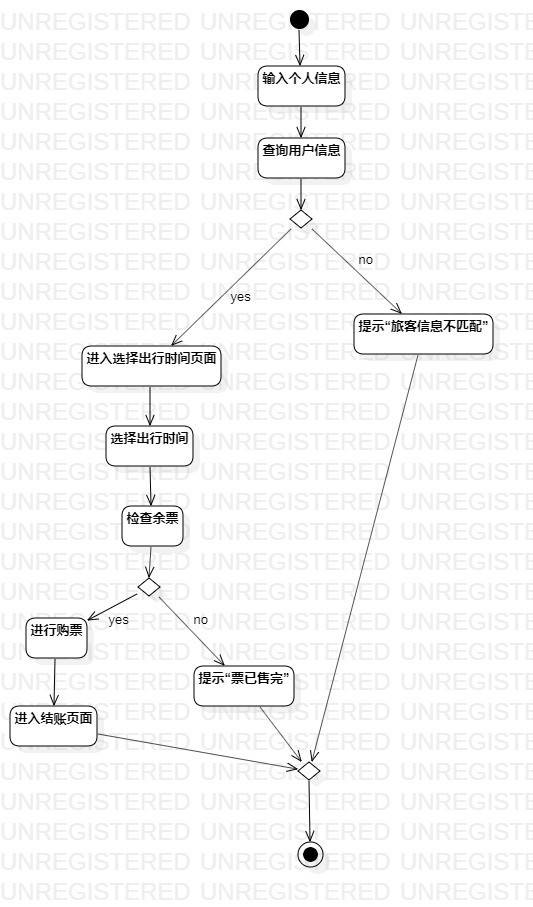 输入个人信息
查询用户信息
no
yes
提示“旅客信息不匹配”
进入选择出行时间页面
选择出行时间
检查余票
yes
no
进行购票
提示“票已售完”
进入结账页面
UNREGISTERED